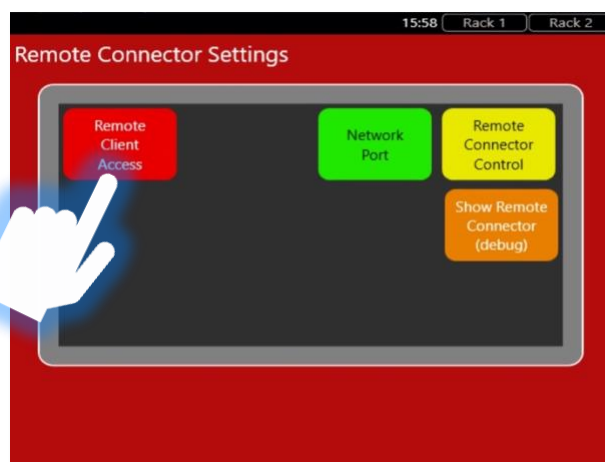 15:58 Rack 1 Rack 2
Remote Connector Settings
Remote
Client
Access
Network
Port
Remote
Connector
Control
Show Remote
Connector
(debug)